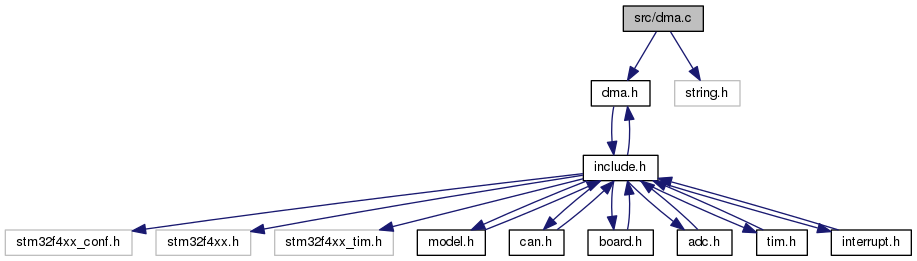 src/dma.c
dma.h
string.h
include.h
stm32f4xx_conf.h
stm32f4xx.h
stm32f4xx_tim.h
model.h
can.h
board.h
adc.h
tim.h
interrupt.h